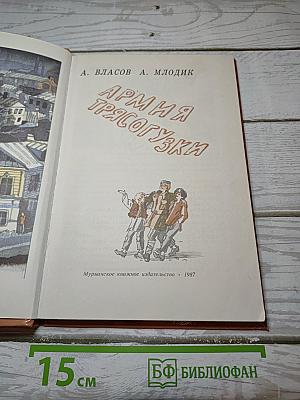 А. ВЛАСОВ А. МЛОДИК
АРМИЯ
ТРЯСОГУЗКИ
Мурманское книжное издательство • 1987
15 см
БФ БИБЛИОФАН